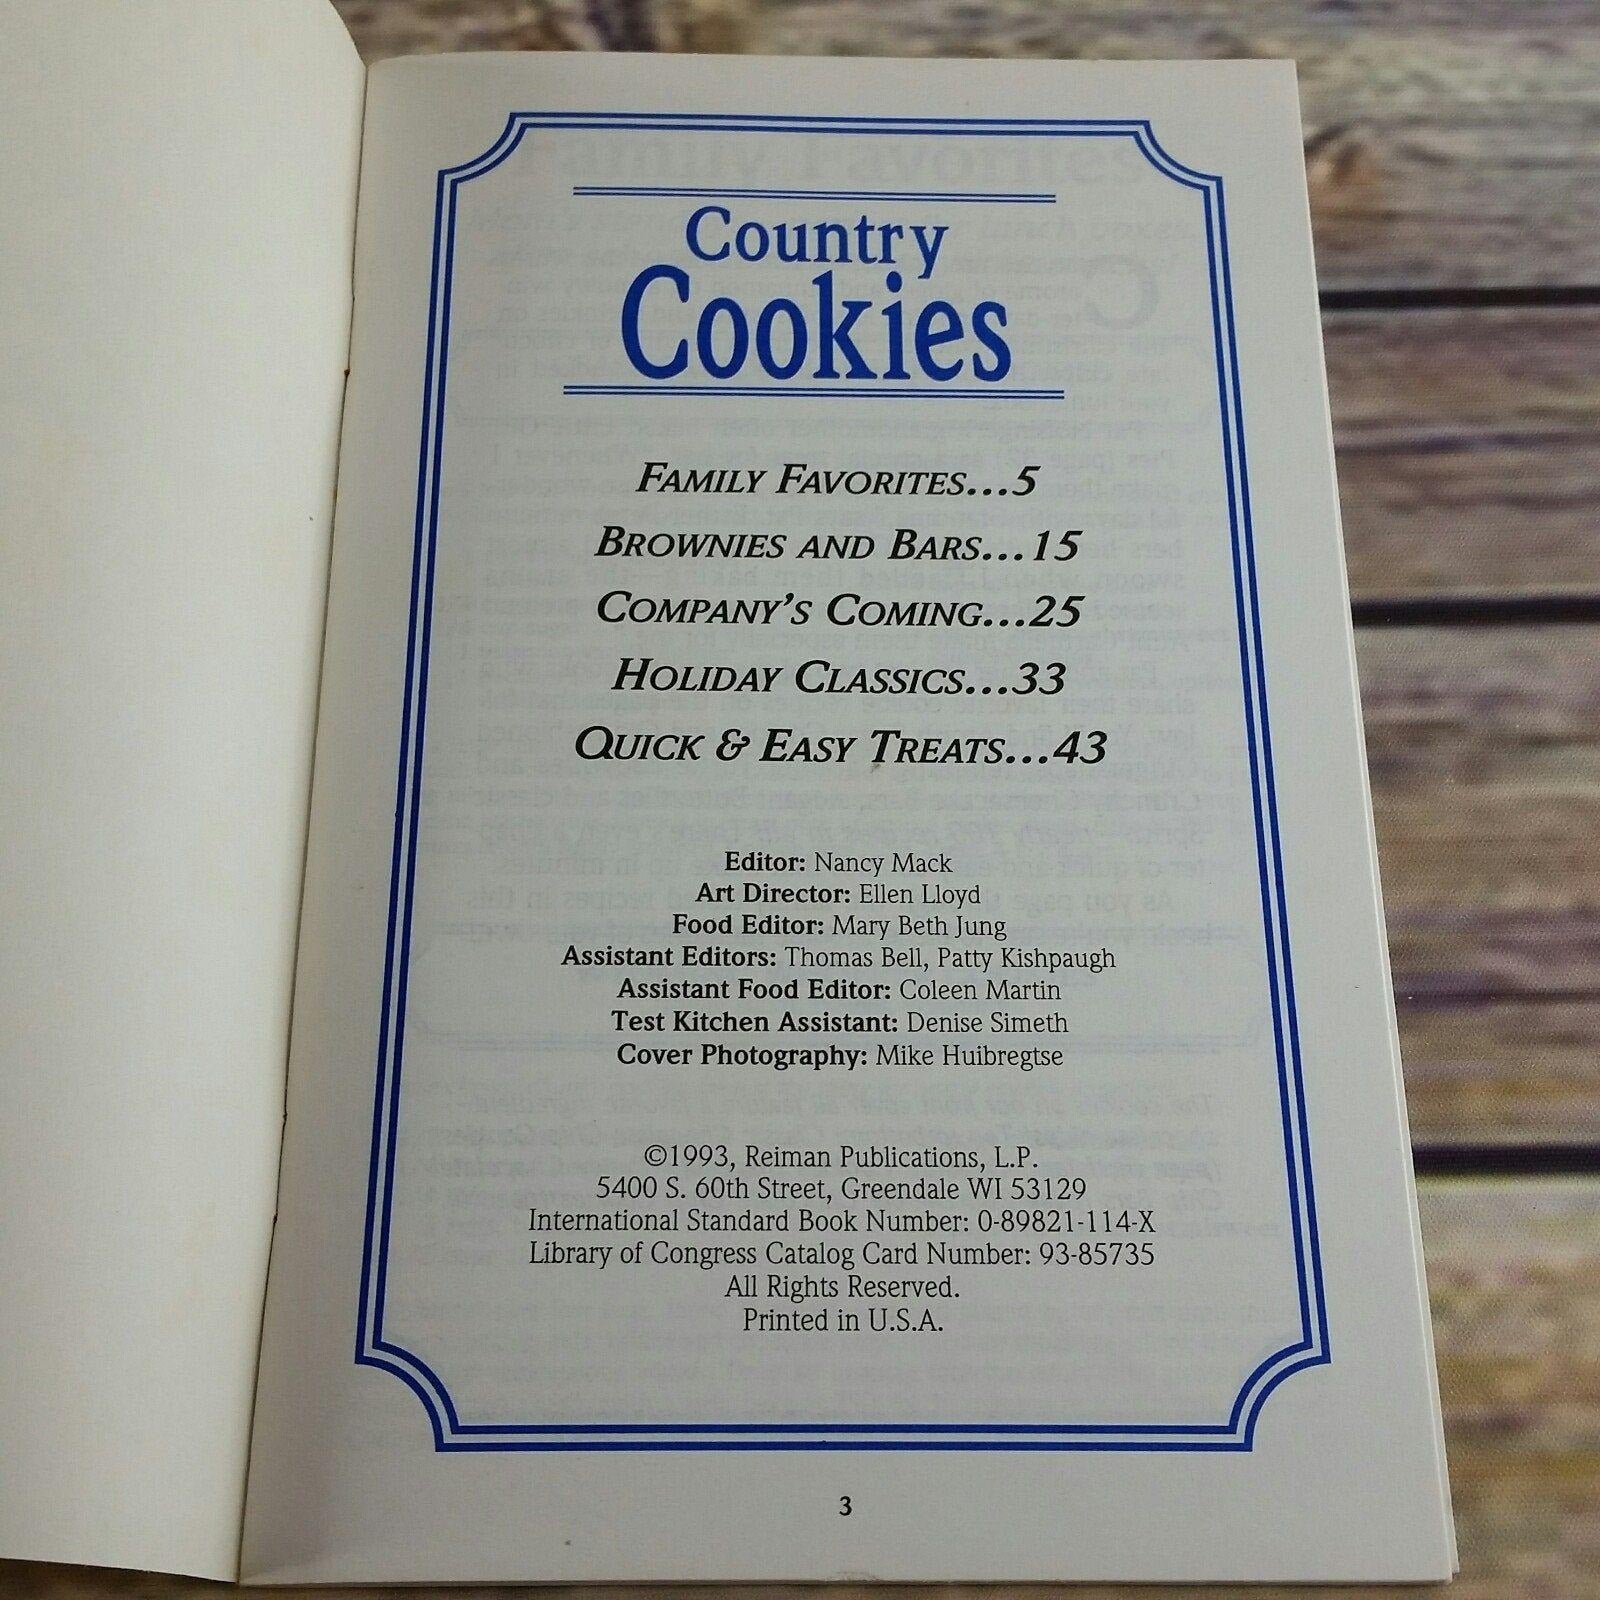 Country
Cookies
FAMILY FAVORITES...5
BROWNIES AND BARS...15
COMPANY'S COMING...25
HOLIDAY CLASSICS...33
QUICK & EASY TREATS...43
Editor: Nancy Mack
Art Director: Ellen Lloyd
Food Editor: Mary Beth Jung
Assistant Editors: Thomas Bell, Patty Kishpaugh
Assistant Food Editor: Coleen Martin
Test Kitchen Assistant: Denise Simeth
Cover Photography: Mike Huibregtse
©1993, Reiman Publications, L.P.
5400 S. 60th Street, Greendale WI 53129
International Standard Book Number: 0-89821-114-X
Library of Congress Catalog Card Number: 93-85735
All Rights Reserved.
Printed in U.S.A.
3